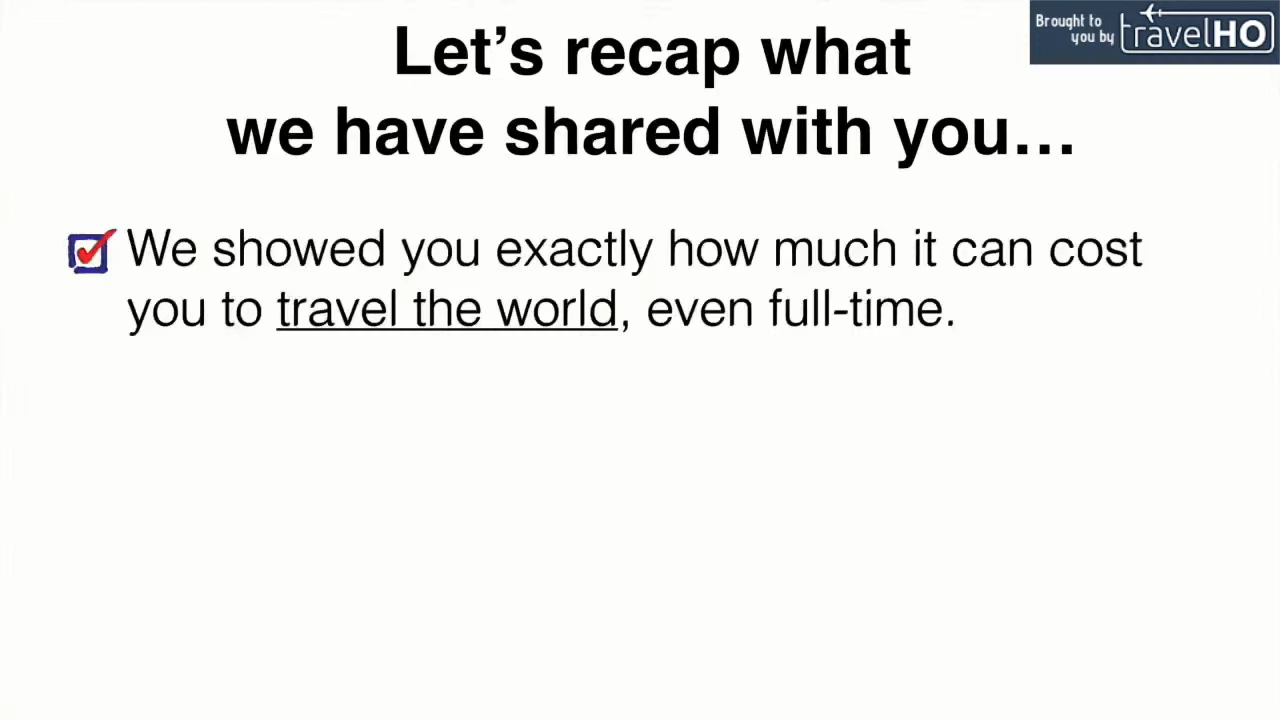 Let's recap what
we have shared with you…
Brought to
you by
travelHO
We showed you exactly how much it can cost
you to travel the world, even full-time.